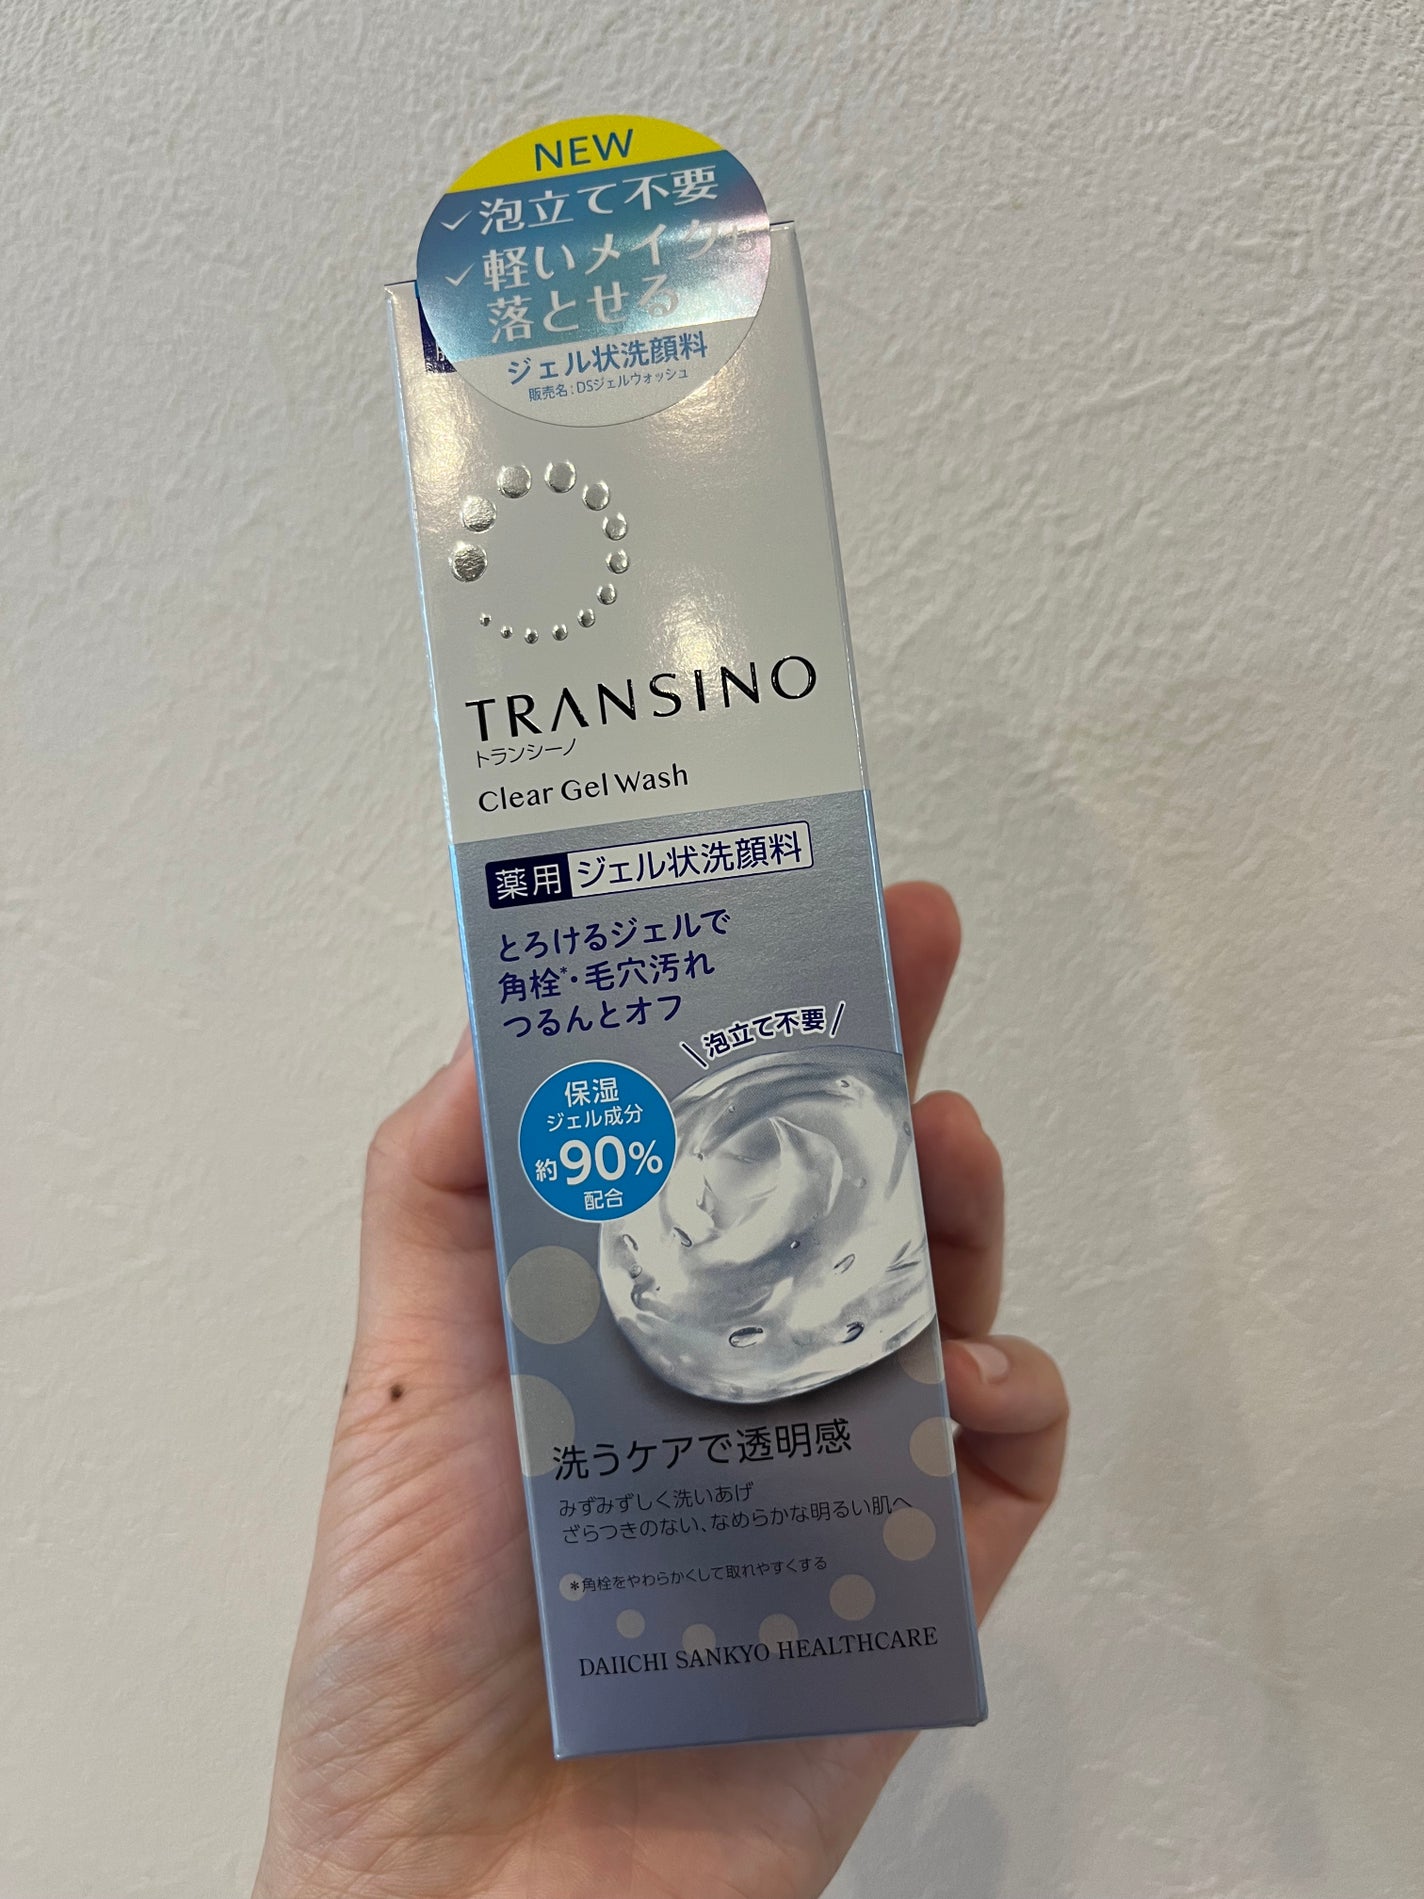 NEW
✓泡立て不要
✓軽いメイクも
落とせる
ジェル状洗顔料
販売名:DSジェルウォッシュ
TRANSINO
トランシーノ
Clear Gel Wash
薬用 ジェル状洗顔料
とろけるジェルで
角栓*・毛穴汚れ
つるんとオフ
\泡立て不要/
保湿
ジェル成分
約90%
配合
洗うケアで透明感
みずみずしく洗いあげ
ざらつきのない、なめらかな明るい肌へ
*角栓をやわらかくして取れやすくする
DAIICHI SANKYO HEALTHCARE